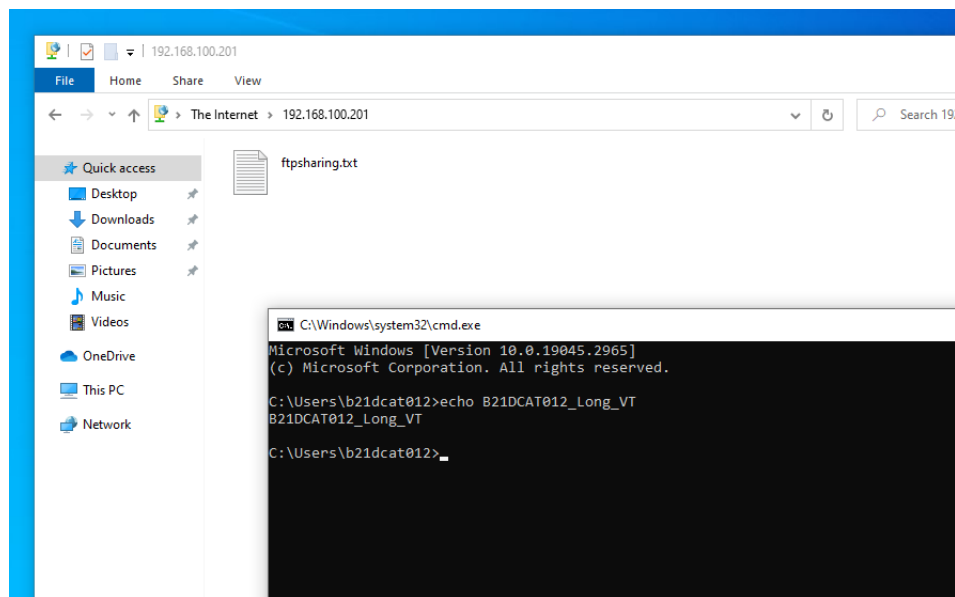 192.168.100.201
File Home Share View
The Internet > 192.168.100.201
Search 19
Quick access
Desktop
Downloads
Documents
Pictures
Music
Videos
OneDrive
This PC
Network
ftpsharing.txt
C:\Windows\system32\cmd.exe
Microsoft Windows [Version 10.0.19045.2965]
(c) Microsoft Corporation. All rights reserved.
C:\Users\b21dcat012>echo B21DCAT012_Long_VT
B21DCAT012_Long_VT
C:\Users\b21dcat012>